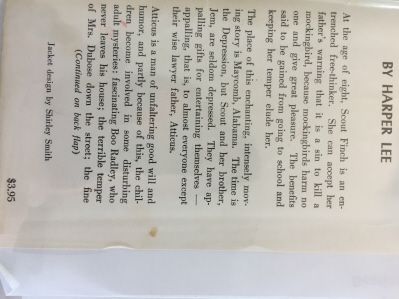 BY HARPER LEE
At the age of eight, Scout Finch is an en-
trenched free-thinker. She can accept her
father's warning that it is a sin to kill a
mockingbird, because mockingbirds harm no
one and give great pleasure. The benefits
said to be gained from going to school and
keeping her temper elude her.
The place of this enchanting, intensely mov-
ing story is Maycomb, Alabama. The time is
the Depression, but Scout and her brother,
Jem, are seldom depressed. They have ap-
palling gifts for entertaining themselves —
appalling, that is, to almost everyone except
their wise lawyer father, Atticus.
Atticus is a man of unfaltering good will and
humor, and partly because of this, the chil-
dren become involved in some disturbing
adult mysteries: fascinating Boo Radley, who
never leaves his house; the terrible temper
of Mrs. Dubose down the street; the fine
(Continued on back flap)
Jacket design by Shirley Smith
$3.95